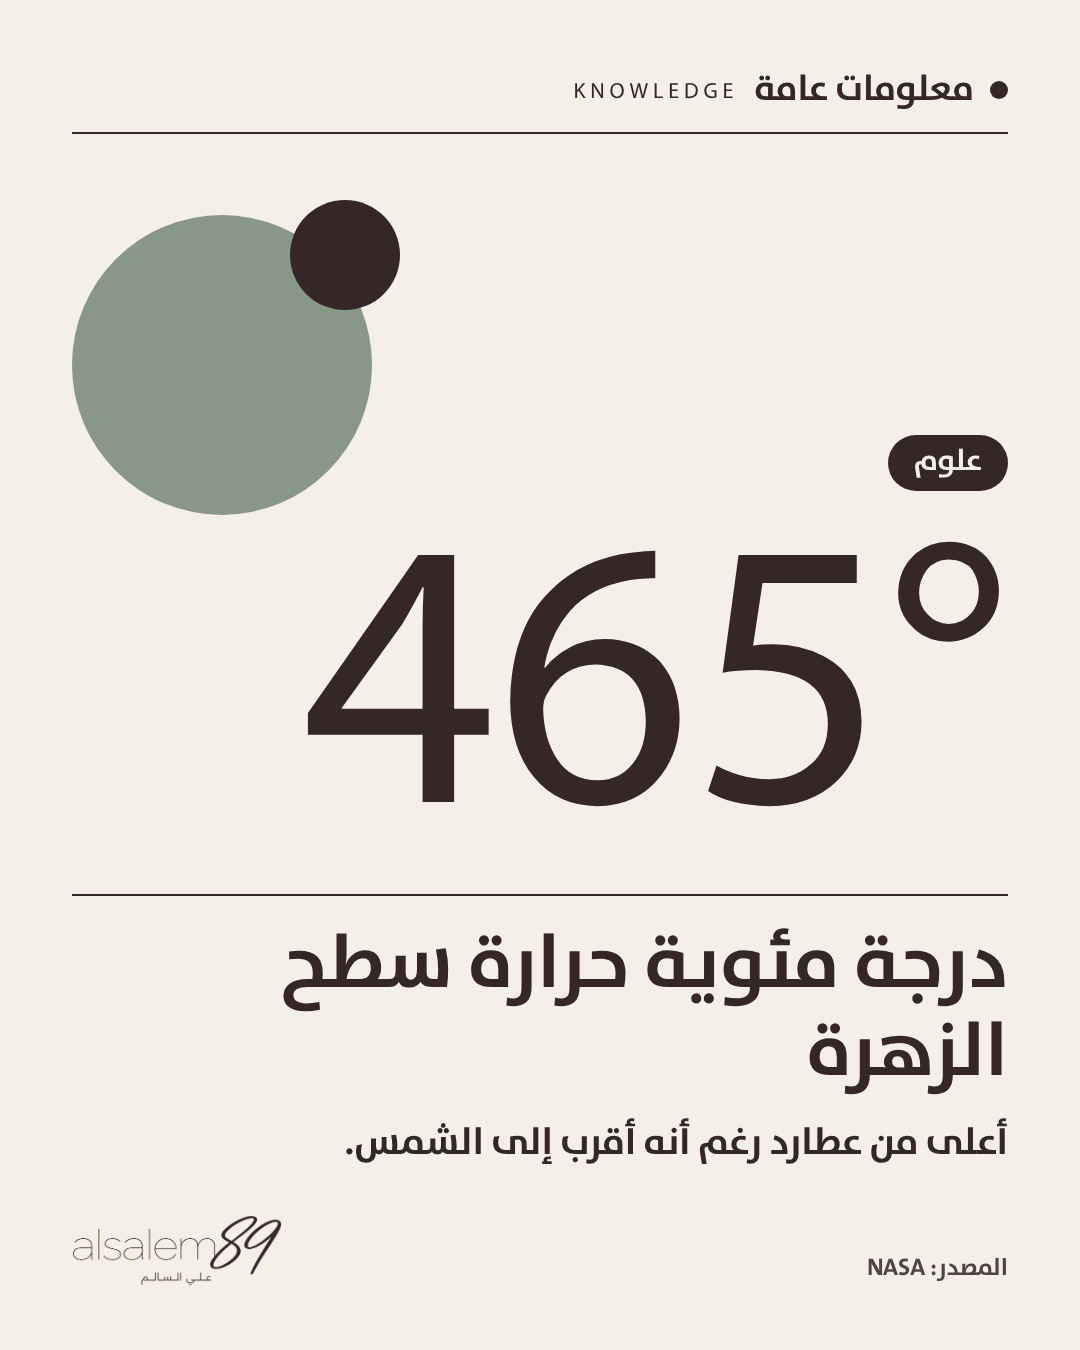 معلومات عامة KNOWLEDGE
علوم
465°
درجة مئوية حرارة سطح
الزهرة
أعلى من عطارد رغم أنه أقرب إلى الشمس.
المصدر: NASA
alsalem89
علي السالم